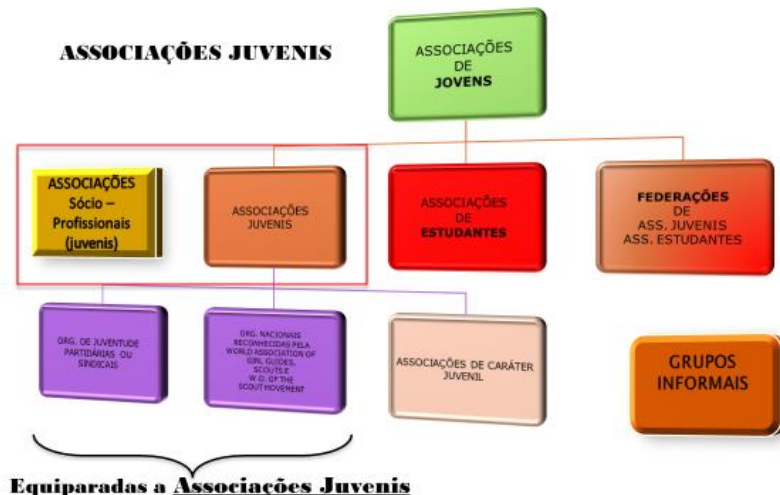 ASSOCIAÇÕES JUVENIS
ASSOCIAÇÕES
DE
JOVENS
ASSOCIAÇÕES
Sócio –
Profissionais
(juvenis)
ASSOCIAÇÕES
JUVENIS
ASSOCIAÇÕES
DE
ESTUDANTES
FEDERAÇÕES
DE
ASS. JUVENIS
ASS. ESTUDANTES
ORG. DE JUVENTUDE
PARTIDÁRIAS OU
SINDICAIS
ORG. NACIONAIS
RECONHECIDAS PELA
WORLD ASSOCIATION OF
GIRL GUIDES,
SCOUTS E
W.O. OF THE
SCOUT MOVEMENT
ASSOCIAÇÕES DE CARÁTER
JUVENIL
GRUPOS
INFORMAIS
Equiparadas a Associações Juvenis